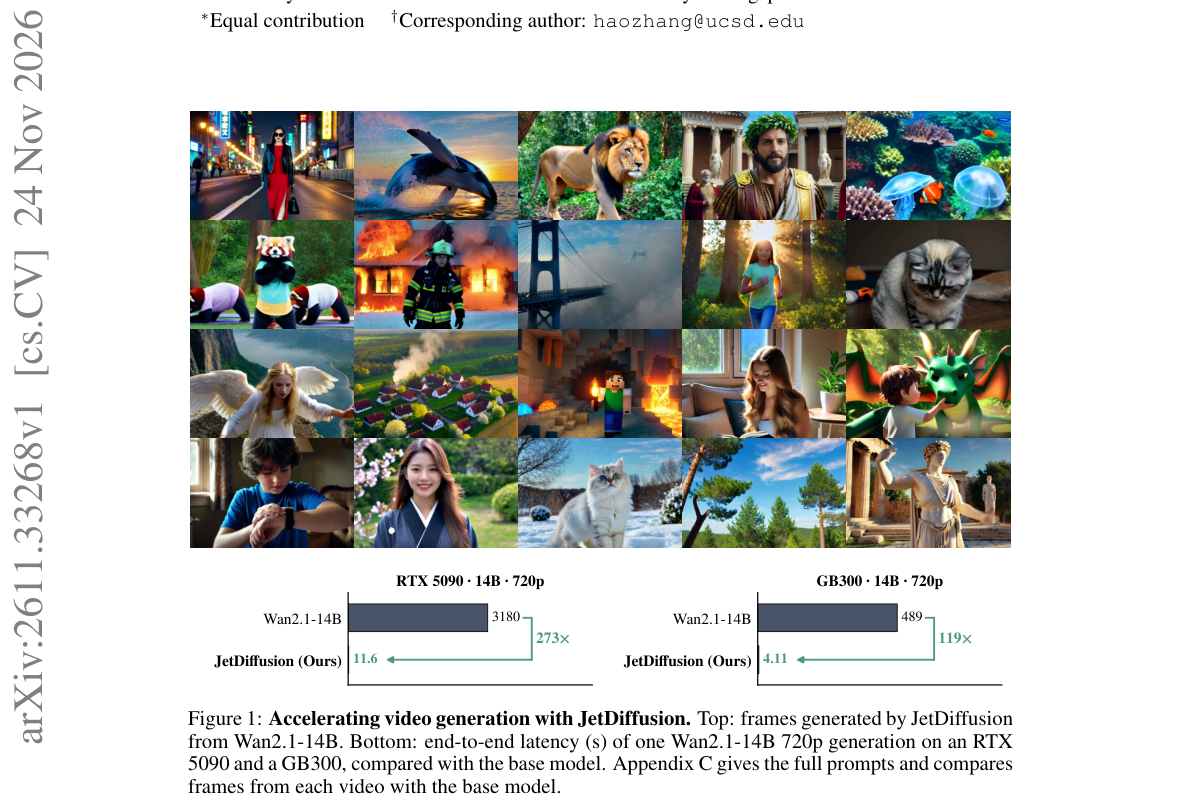 *Equal contribution †Corresponding author: haozhang@ucsd.edu
arXiv:2611.33268v1 [cs.CV] 24 Nov 2026
RTX 5090 · 14B · 720p
Wan2.1-14B 3180
273×
JetDiffusion (Ours) 11.6
GB300 · 14B · 720p
Wan2.1-14B 489
119×
JetDiffusion (Ours) 4.11
Figure 1: Accelerating video generation with JetDiffusion. Top: frames generated by JetDiffusion
from Wan2.1-14B. Bottom: end-to-end latency (s) of one Wan2.1-14B 720p generation on an RTX
5090 and a GB300, compared with the base model. Appendix C gives the full prompts and compares
frames from each video with the base model.